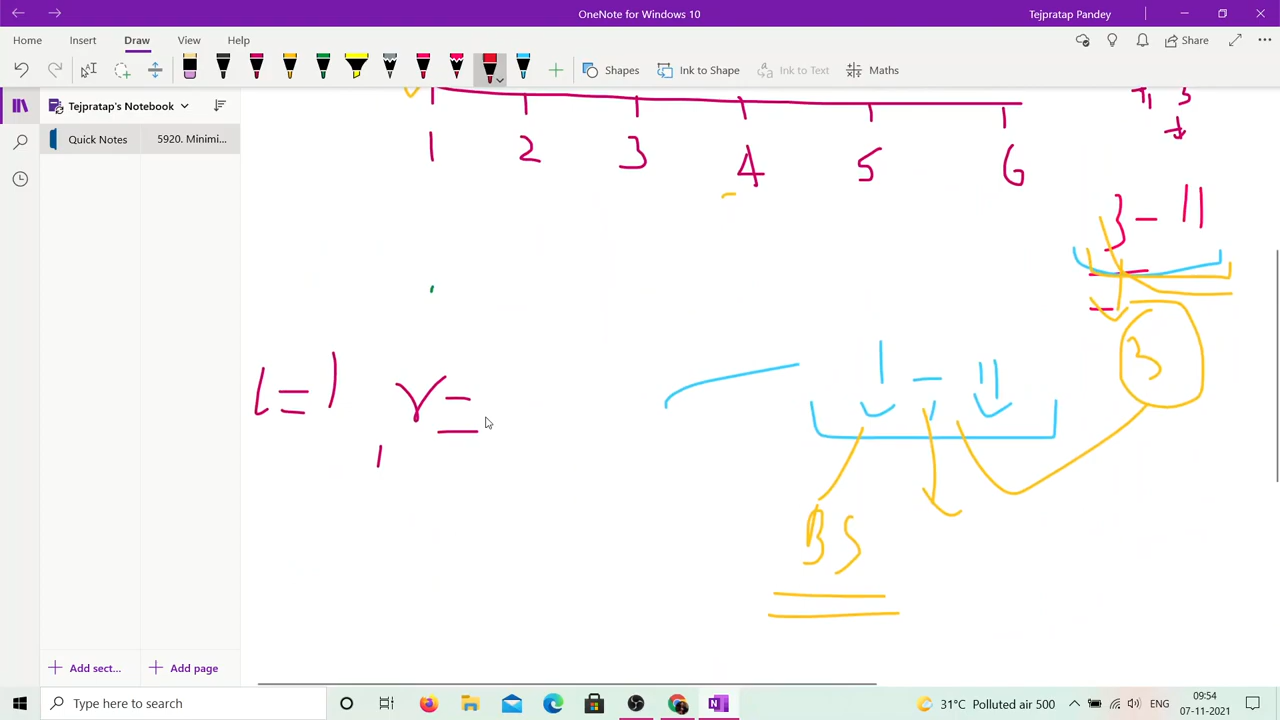 OneNote for Windows 10
Tejpratap Pandey
Home
Insert
Draw
View
Help
Share
Shapes
Ink to Shape
Ink to Text
Maths
Tejpratap's Notebook
Quick Notes
5920. Minimi...
1 2 3 4 5 6
3 - 11
3
l = 1 r =
1 - 11
BS
Add sect...
Add page
Type here to search
31°C Polluted air 500
ENG
09:54
07-11-2021